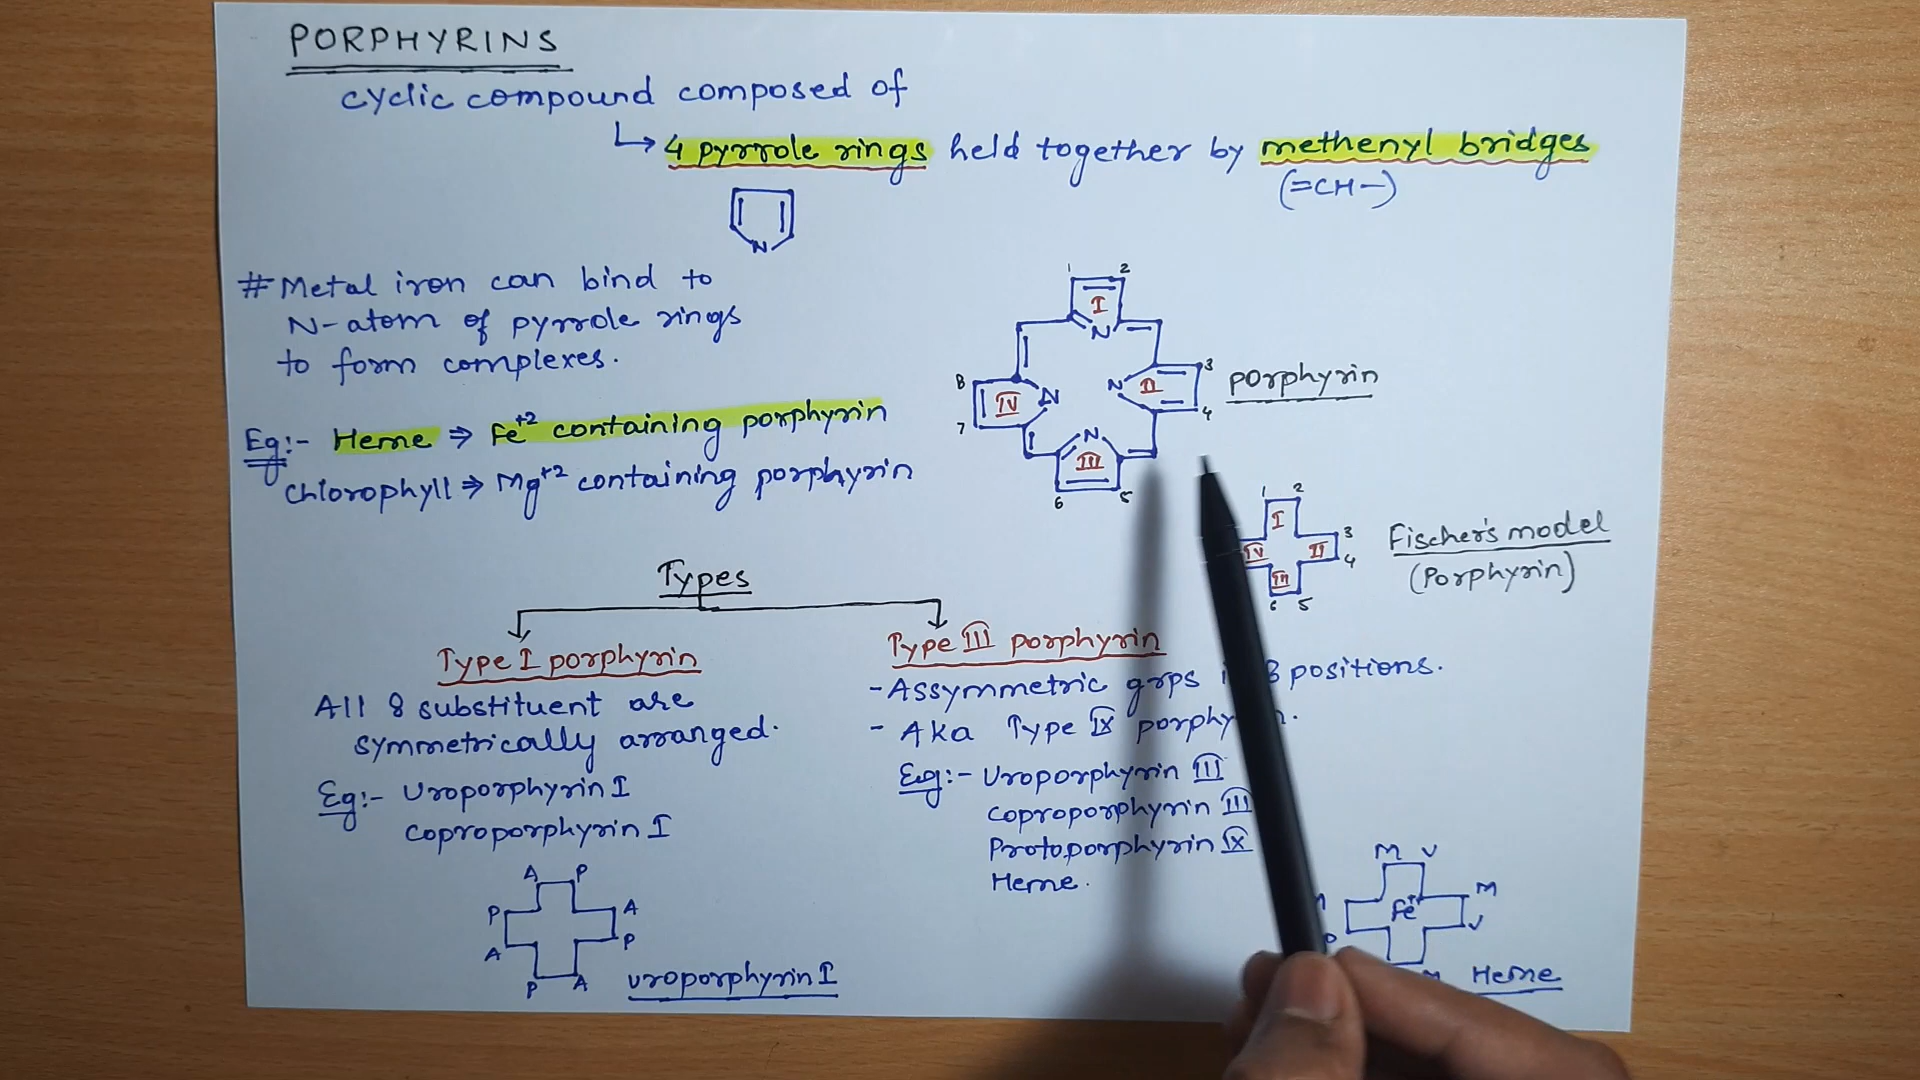 PORPHYRINS
cyclic compound composed of
↳ 4 pyrrole rings held together by methenyl bridges
(=CH-)
N
# Metal iron can bind to
N-atom of pyrrole rings
to form complexes.
Eg:- Heme ⇒ Fe+2 containing porphyrin
chlorophyll ⇒ Mg+2 containing porphyrin
1 2
I
N
8 IV N N II 3
7 4
N
III
6 5
porphyrin
1 2
I
IV II 3
4
III
6 5
Fischer's model
(Porphyrin)
Types
Type I porphyrin
All 8 substituent are
symmetrically arranged.
Eg:- Uroporphyrin I
coproporphyrin I
A P
P A
A P
P A
uroporphyrin I
Type III porphyrin
- Assymmetric grps 8 positions.
- Aka Type IX
Eg:- Uroporphyrin III
coproporphyrin III
Protoporphyrin IX
Heme.
M V
M
Fe
V
Heme